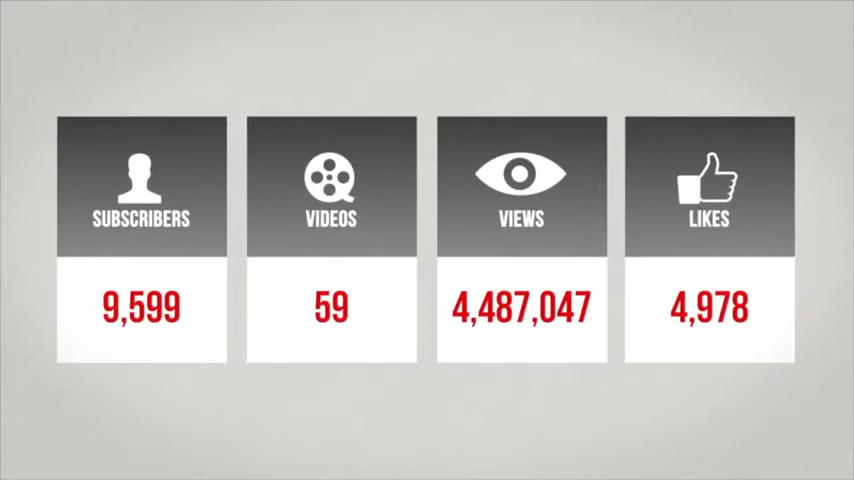 SUBSCRIBERS
9,599
VIDEOS
59
VIEWS
4,487,047
LIKES
4,978